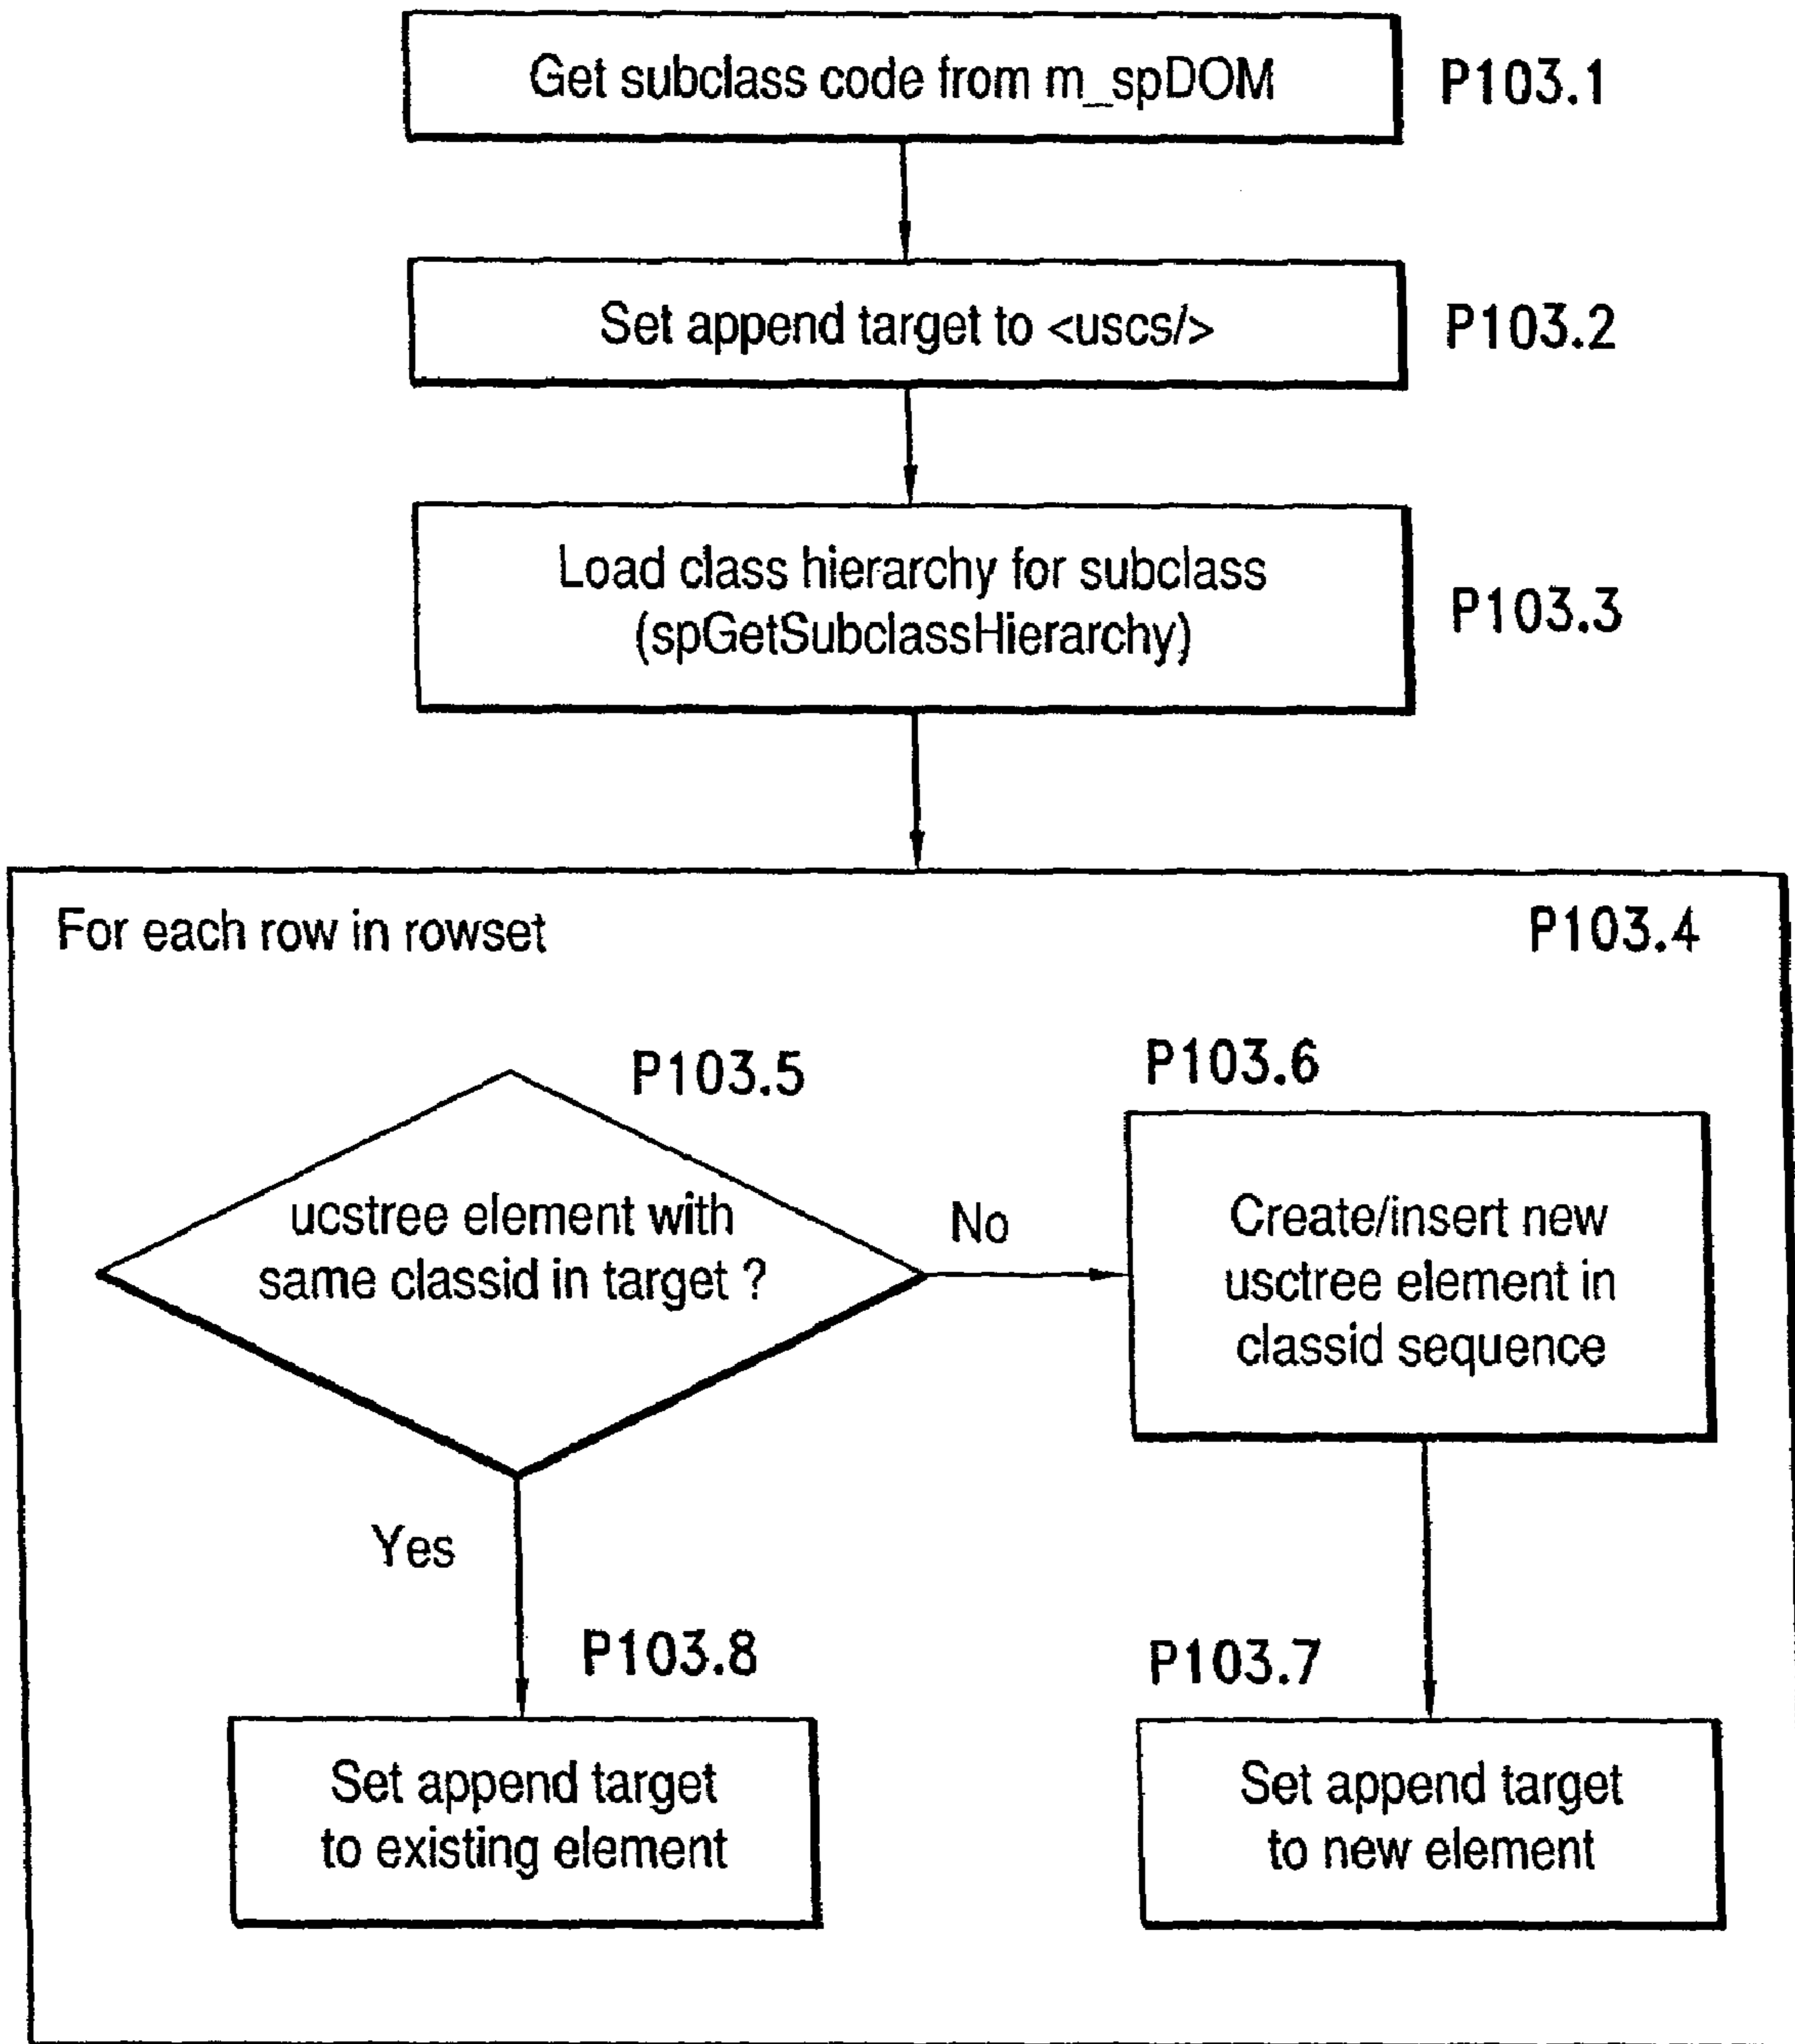 Get subclass code from m_spDOM
P103.1
Set append target to <uscs/>
P103.2
Load class hierarchy for subclass
(spGetSubclassHierarchy)
P103.3
For each row in rowset
P103.4
P103.5
ucstree element with
same classid in target ?
No
P103.6
Create/insert new
usctree element in
classid sequence
Yes
P103.8
Set append target
to existing element
P103.7
Set append target
to new element